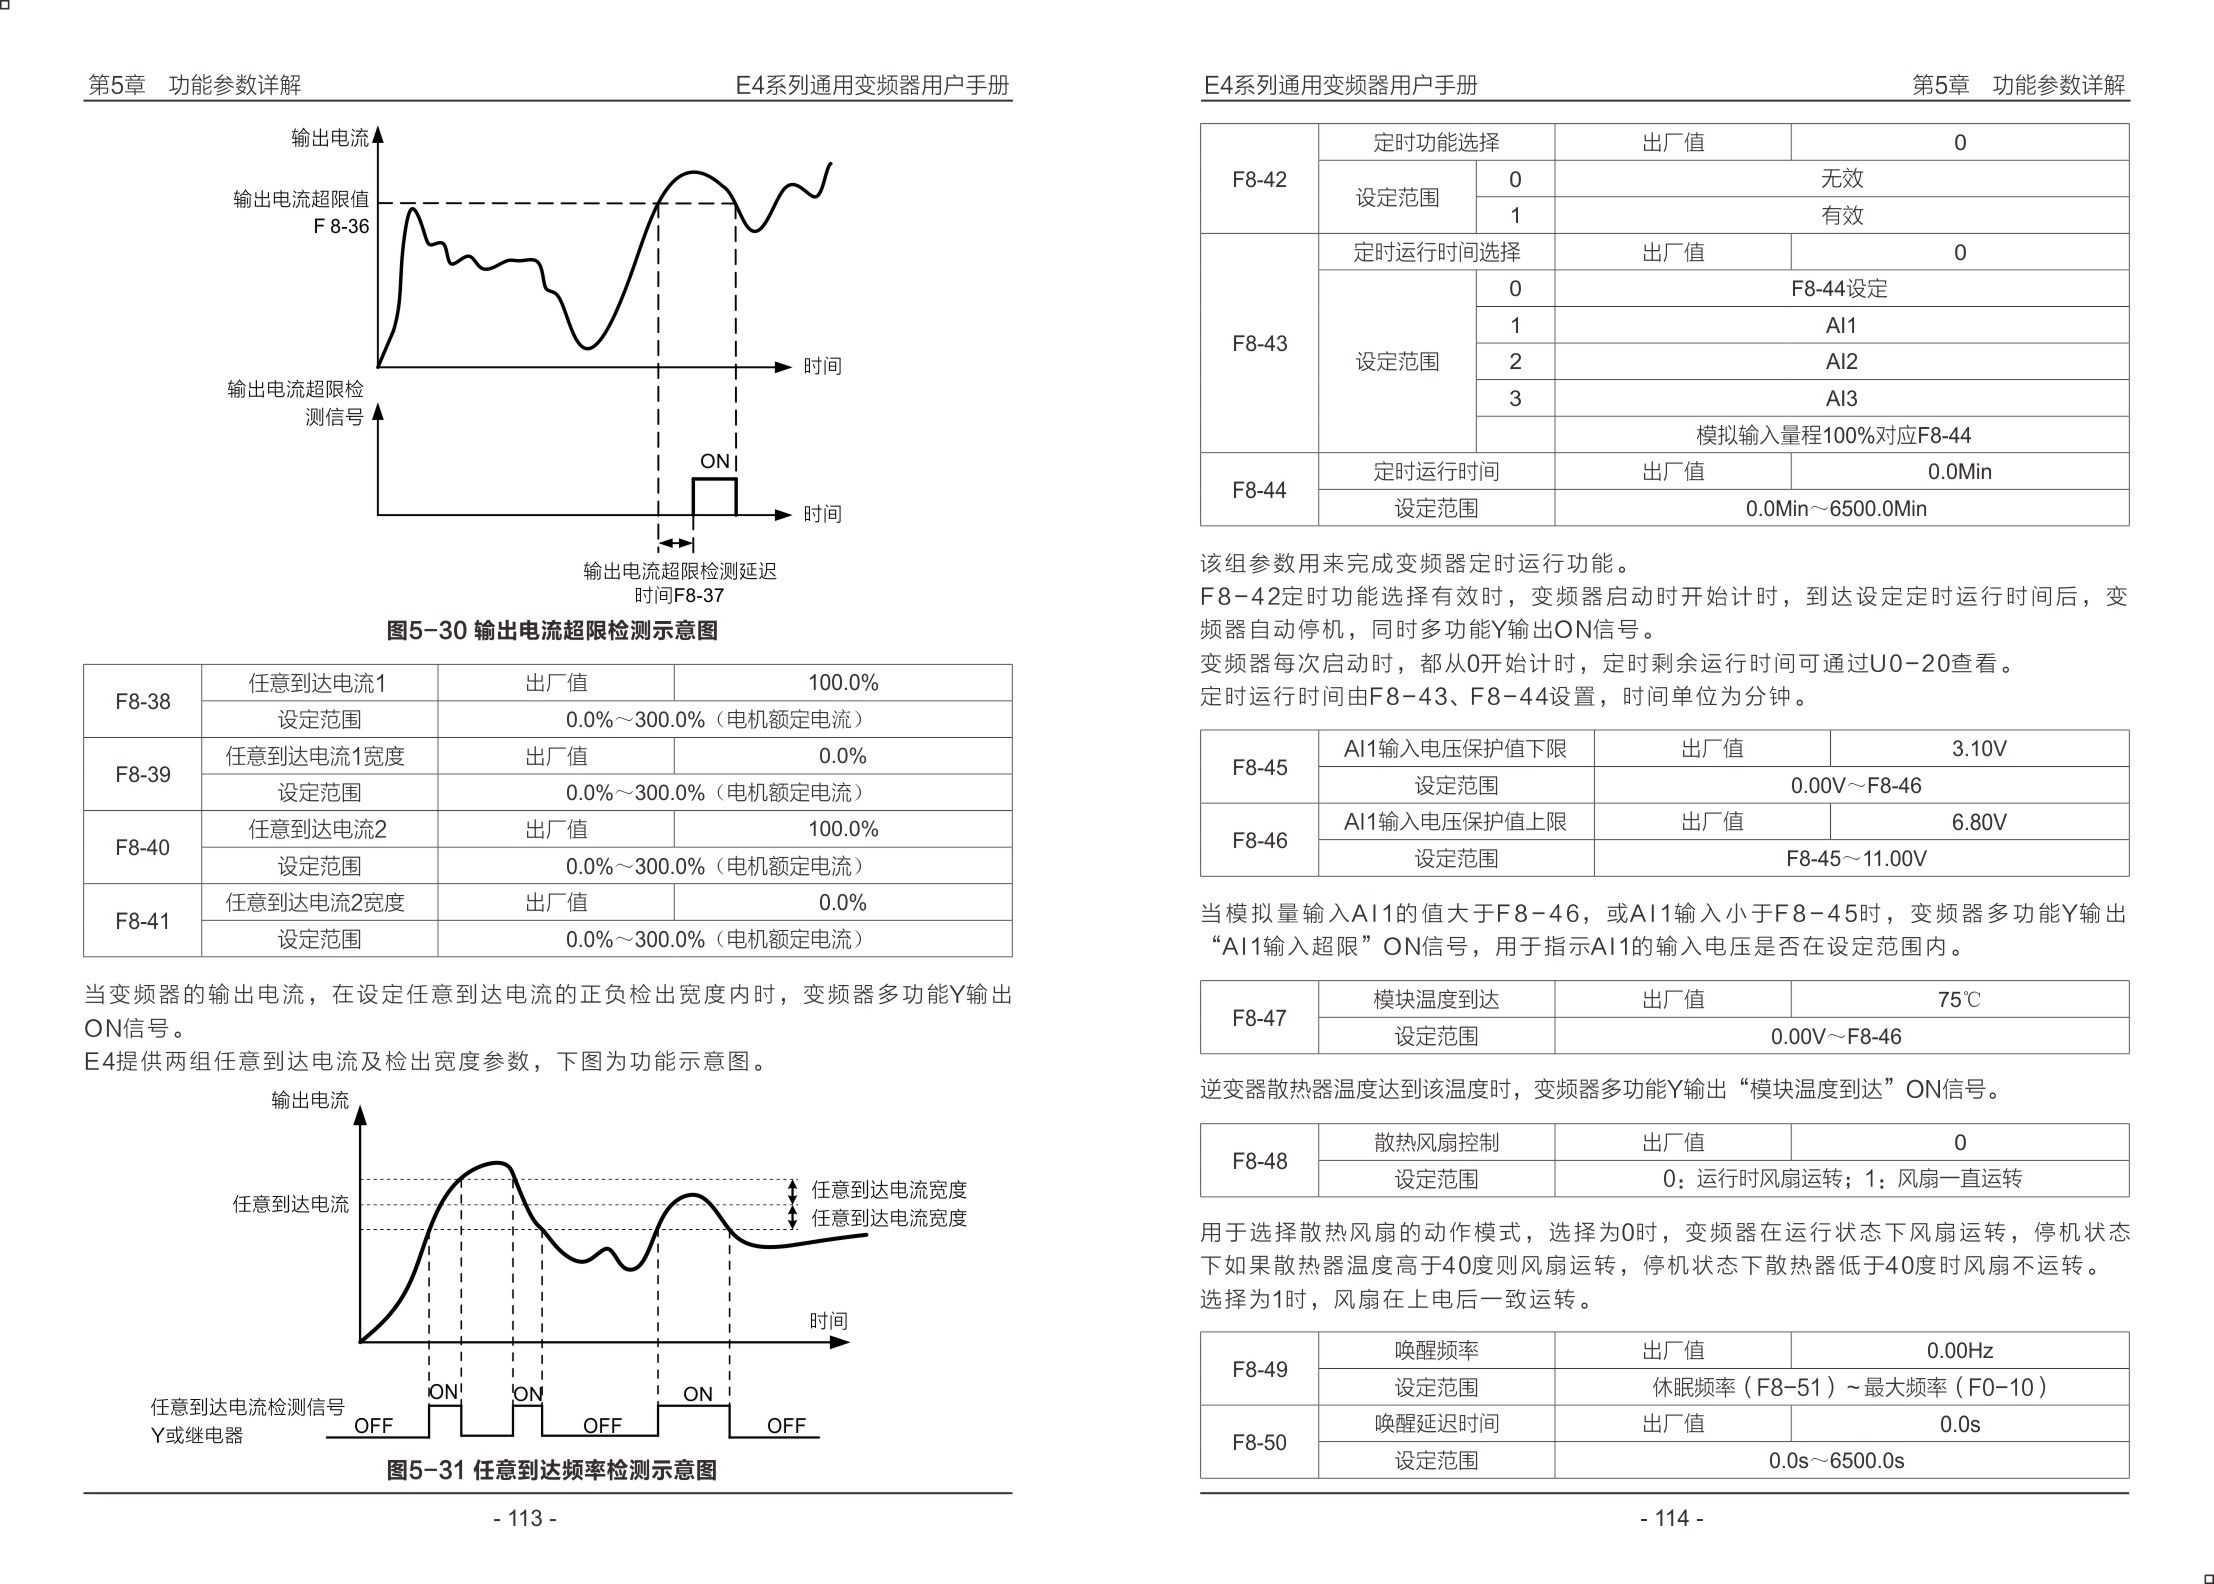 第5章 功能参数详解 E4系列通用变频器用户手册
输出电流
输出电流超限值
F 8-36
时间
输出电流超限检
测信号
ON
时间
输出电流超限检测延迟
时间F8-37
图5-30 输出电流超限检测示意图
F8-38 任意到达电流1 出厂值 100.0%
设定范围 0.0%～300.0%（电机额定电流）
F8-39 任意到达电流1宽度 出厂值 0.0%
设定范围 0.0%～300.0%（电机额定电流）
F8-40 任意到达电流2 出厂值 100.0%
设定范围 0.0%～300.0%（电机额定电流）
F8-41 任意到达电流2宽度 出厂值 0.0%
设定范围 0.0%～300.0%（电机额定电流）
当变频器的输出电流，在设定任意到达电流的正负检出宽度内时，变频器多功能Y输出
ON信号。
E4提供两组任意到达电流及检出宽度参数，下图为功能示意图。
输出电流
任意到达电流
任意到达电流宽度
任意到达电流宽度
时间
任意到达电流检测信号
Y或继电器
OFF ON ON OFF ON OFF
图5-31 任意到达频率检测示意图
- 113 -
E4系列通用变频器用户手册 第5章 功能参数详解
F8-42 定时功能选择 出厂值 0
设定范围 0 无效
1 有效
F8-43 定时运行时间选择 出厂值 0
设定范围 0 F8-44设定
1 AI1
2 AI2
3 AI3
模拟输入量程100%对应F8-44
F8-44 定时运行时间 出厂值 0.0Min
设定范围 0.0Min～6500.0Min
该组参数用来完成变频器定时运行功能。
F8-42定时功能选择有效时，变频器启动时开始计时，到达设定定时运行时间后，变
频器自动停机，同时多功能Y输出ON信号。
变频器每次启动时，都从0开始计时，定时剩余运行时间可通过U0-20查看。
定时运行时间由F8-43、F8-44设置，时间单位为分钟。
F8-45 AI1输入电压保护值下限 出厂值 3.10V
设定范围 0.00V～F8-46
F8-46 AI1输入电压保护值上限 出厂值 6.80V
设定范围 F8-45～11.00V
当模拟量输入AI1的值大于F8-46，或AI1输入小于F8-45时，变频器多功能Y输出
“AI1输入超限”ON信号，用于指示AI1的输入电压是否在设定范围内。
F8-47 模块温度到达 出厂值 75℃
设定范围 0.00V～F8-46
逆变器散热器温度达到该温度时，变频器多功能Y输出“模块温度到达”ON信号。
F8-48 散热风扇控制 出厂值 0
设定范围 0：运行时风扇运转；1：风扇一直运转
用于选择散热风扇的动作模式，选择为0时，变频器在运行状态下风扇运转，停机状态
下如果散热器温度高于40度则风扇运转，停机状态下散热器低于40度时风扇不运转。
选择为1时，风扇在上电后一致运转。
F8-49 唤醒频率 出厂值 0.00Hz
设定范围 休眠频率（F8-51）～最大频率（F0-10）
F8-50 唤醒延迟时间 出厂值 0.0s
设定范围 0.0s～6500.0s
- 114 -